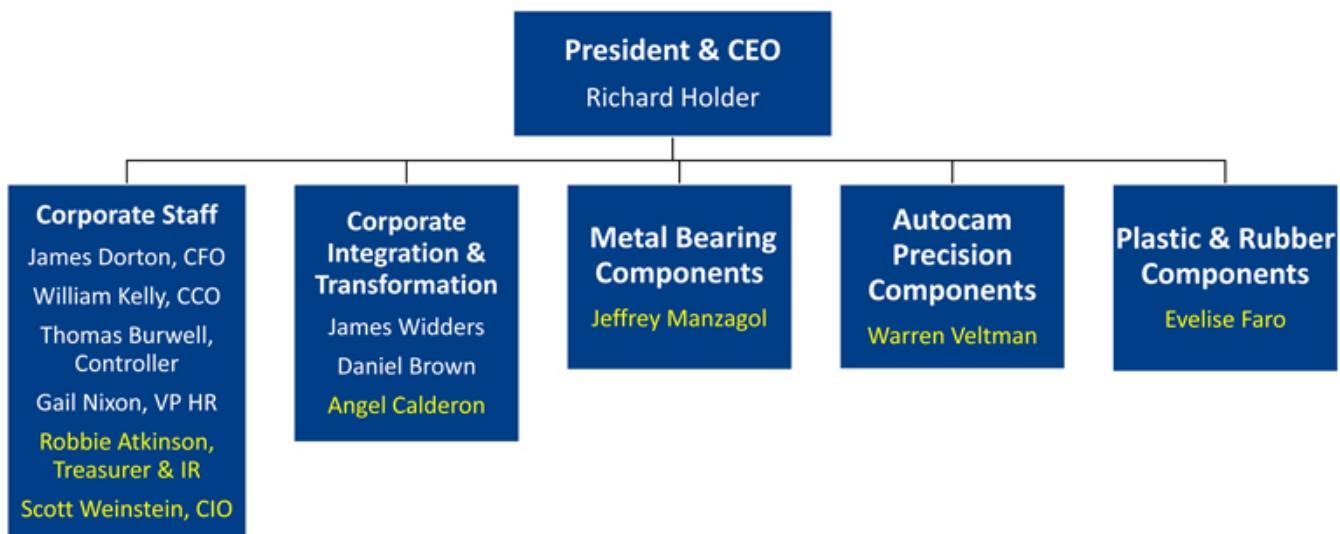 President & CEO
Richard Holder
Corporate Staff
James Dorton, CFO
William Kelly, CCO
Thomas Burwell,
Controller
Gail Nixon, VP HR
Robbie Atkinson,
Treasurer & IR
Scott Weinstein, CIO
Corporate
Integration &
Transformation
James Widders
Daniel Brown
Angel Calderon
Metal Bearing
Components
Jeffrey Manzagol
Autocam
Precision
Components
Warren Veltman
Plastic & Rubber
Components
Evelise Faro